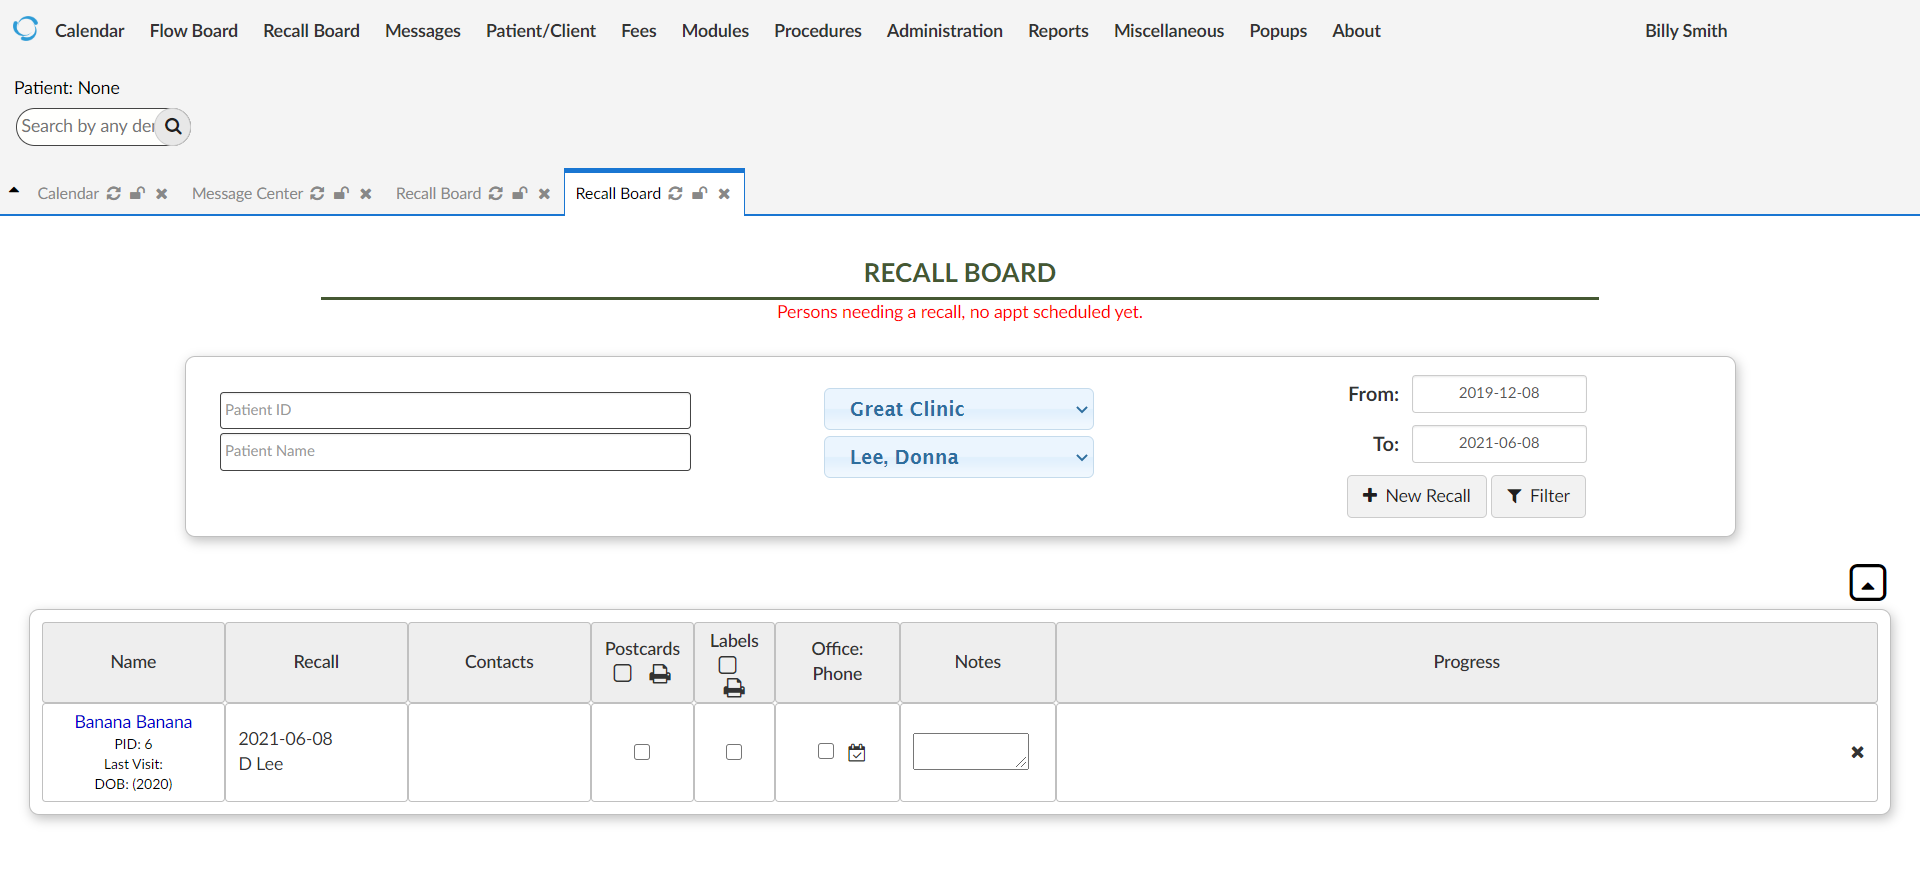 Calendar Flow Board Recall Board Messages Patient/Client Fees Modules Procedures Administration Reports Miscellaneous Popups About Billy Smith
Patient: None
Search by any der
Calendar Message Center Recall Board Recall Board
RECALL BOARD
Persons needing a recall, no appt scheduled yet.
Patient ID
Patient Name
Great Clinic
Lee, Donna
From: 2019-12-08
To: 2021-06-08
New Recall Filter
Name Recall Contacts Postcards Labels Office: Phone Notes Progress
Banana Banana
PID: 6
Last Visit:
DOB: (2020)
2021-06-08
D Lee